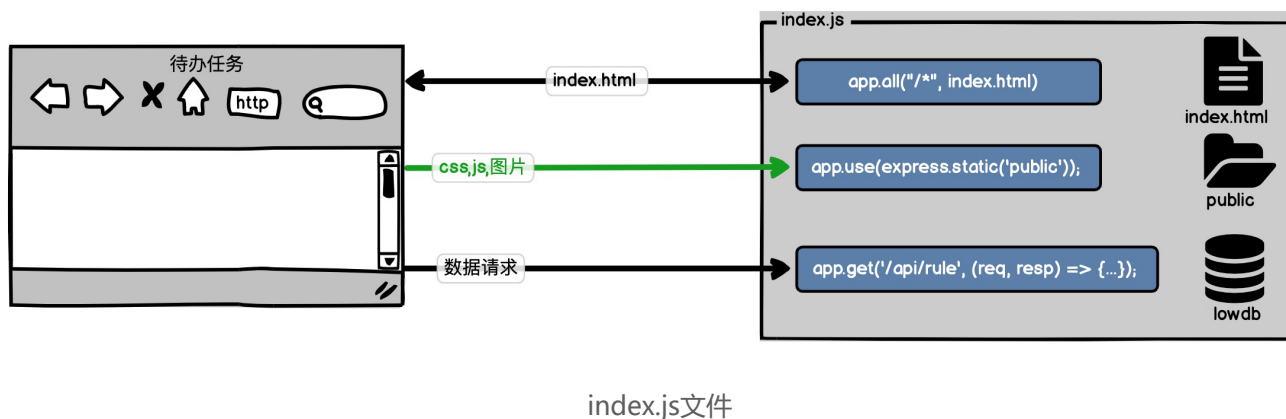 index.js
待办任务
http
index.html
app.all("/*", index.html)
index.html
css,js,图片
app.use(express.static('public'));
public
数据请求
app.get('/api/rule', (req, resp) => {...});
lowdb
index.js文件